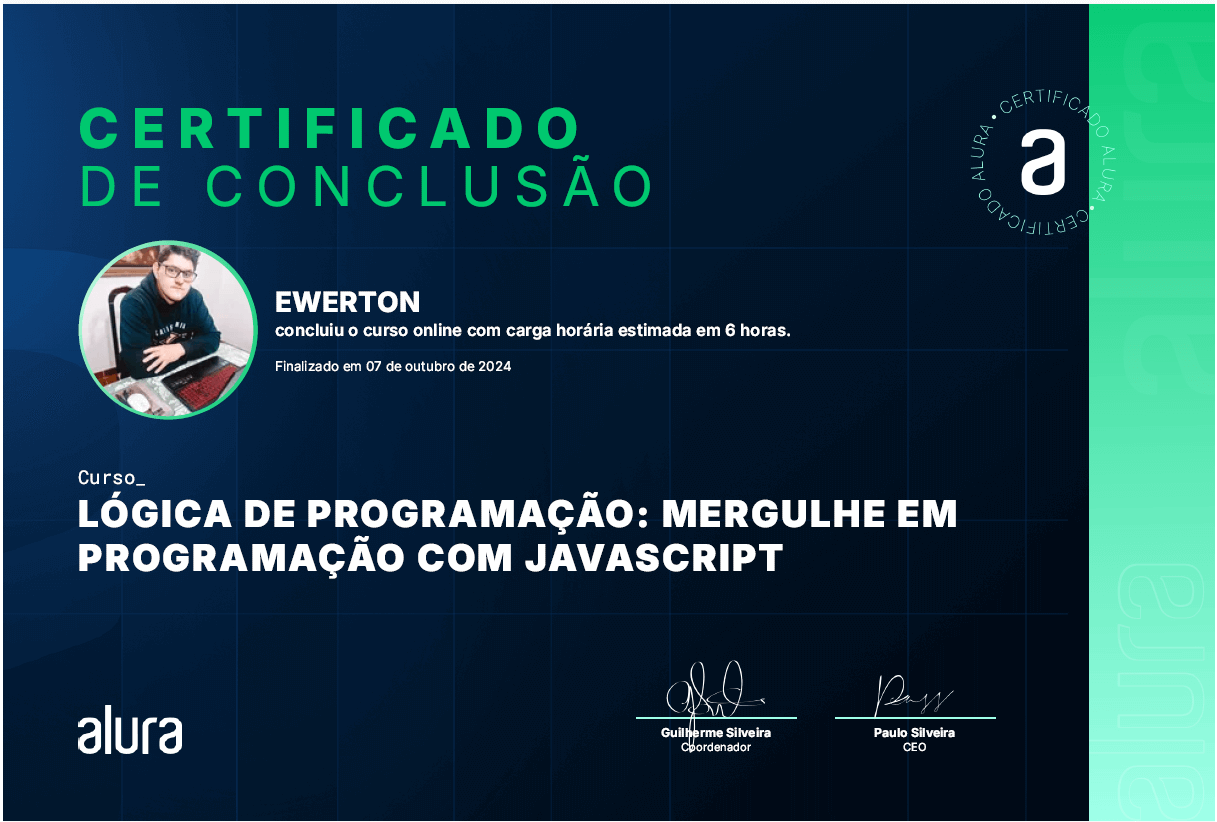 CERTIFICADO
DE CONCLUSÃO
CERTIFICADO ALURA • CERTIFICADO ALURA •
a
EWERTON
concluiu o curso online com carga horária estimada em 6 horas.
Finalizado em 07 de outubro de 2024
Curso_
LÓGICA DE PROGRAMAÇÃO: MERGULHE EM
PROGRAMAÇÃO COM JAVASCRIPT
alura
Guilherme Silveira
Coordenador
Paulo Silveira
CEO
alura
alura